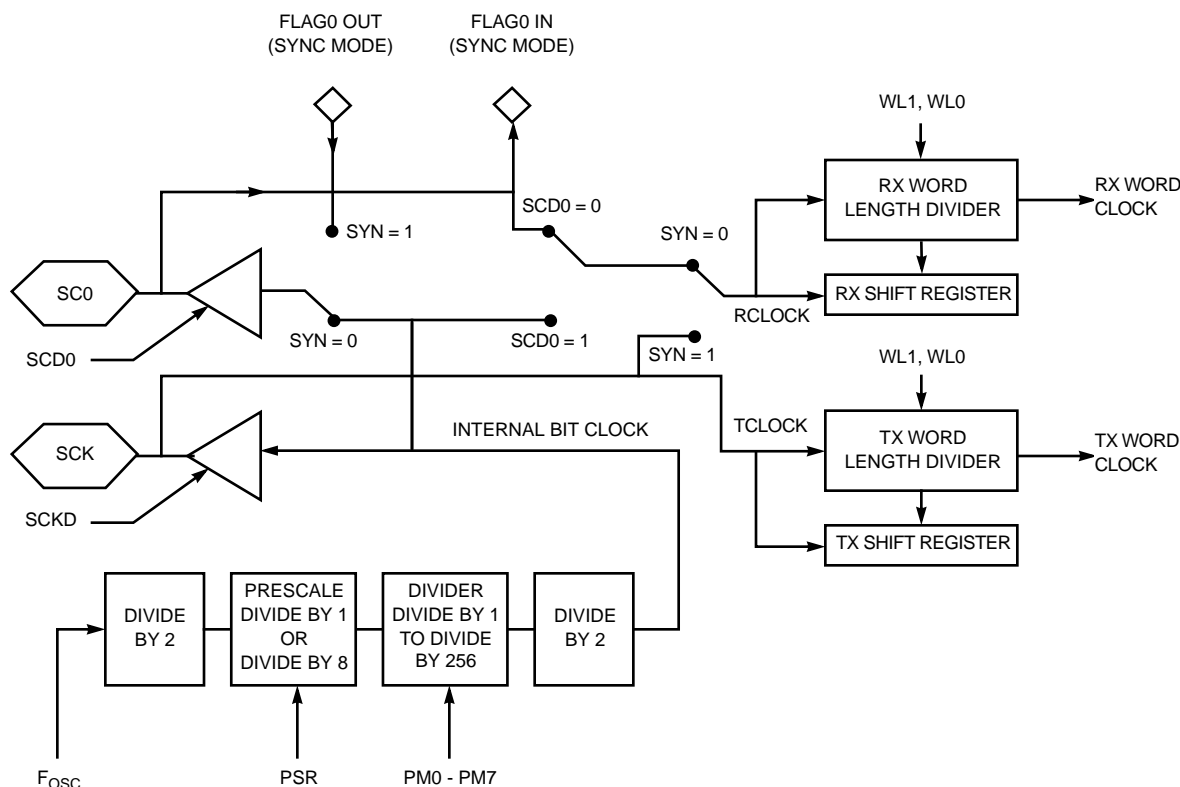 FLAG0 OUT
(SYNC MODE)
FLAG0 IN
(SYNC MODE)
WL1, WL0
RX WORD
LENGTH DIVIDER
RX WORD
CLOCK
SCD0 = 0
SYN = 1
SYN = 0
SC0
RX SHIFT REGISTER
RCLOCK
SYN = 0
SCD0 = 1
SYN = 1
SCD0
WL1, WL0
INTERNAL BIT CLOCK
TCLOCK
SCK
TX WORD
LENGTH DIVIDER
TX WORD
CLOCK
SCKD
TX SHIFT REGISTER
DIVIDE
BY 2
PRESCALE
DIVIDE BY 1
OR
DIVIDE BY 8
DIVIDER
DIVIDE BY 1
TO DIVIDE
BY 256
DIVIDE
BY 2
FOSC
PSR
PM0 - PM7